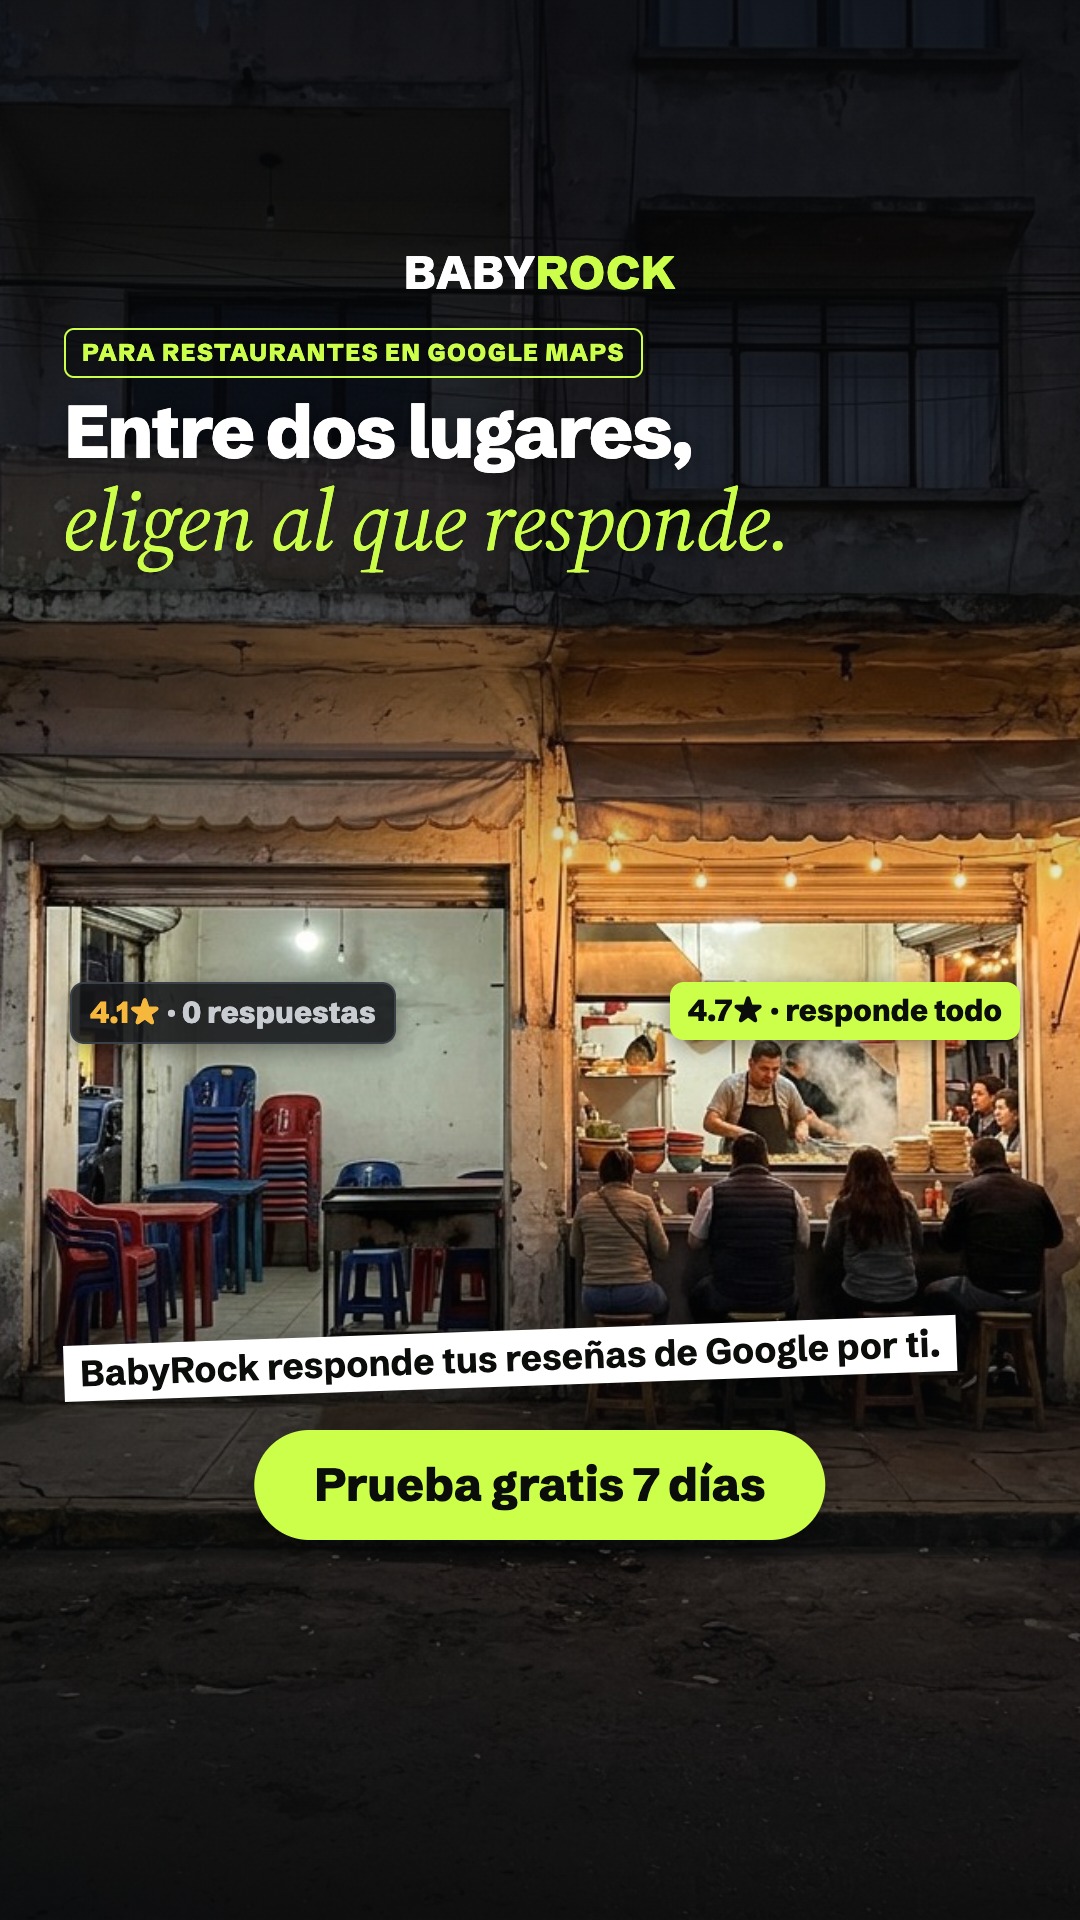 BABYROCK
PARA RESTAURANTES EN GOOGLE MAPS
Entre dos lugares,
eligen al que responde.
4.1★ · 0 respuestas
4.7★ · responde todo
BabyRock responde tus reseñas de Google por ti.
Prueba gratis 7 días